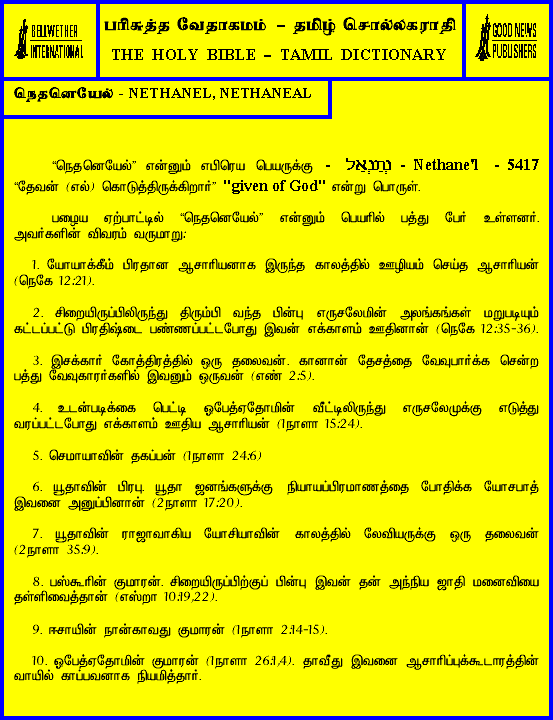 BELLWETHER
INTERNATIONAL
பரிசுத்த வேதாகமம் – தமிழ் சொல்லகராதி
THE HOLY BIBLE – TAMIL DICTIONARY
GOOD NEWS
PUBLISHERS
நெதனெயேல் - NETHANEL, NETHANEAL
“நெதனெயேல்” என்னும் எபிரெய பெயருக்கு - נְתַנְאֵל - Nethane'l - 5417
“தேவன் (எல்) கொடுத்திருக்கிறார்” "given of God" என்று பொருள்.
பழைய ஏற்பாட்டில் “நெதனெயேல்” என்னும் பெயரில் பத்து பேர் உள்ளனர்.
அவர்களின் விவரம் வருமாறு:
1. யோயாக்கீம் பிரதான ஆசாரியனாக இருந்த காலத்தில் ஊழியம் செய்த ஆசாரியன்
(நெகே 12:21).
2. சிறையிருப்பிலிருந்து திரும்பி வந்த பின்பு எருசலேமின் அலங்கங்கள் மறுபடியும்
கட்டப்பட்டு பிரதிஷ்டை பண்ணப்பட்டபோது இவன் எக்காளம் ஊதினான் (நெகே 12:35-36).
3. இசக்கார் கோத்திரத்தில் ஒரு தலைவன். கானான் தேசத்தை வேவுபார்க்க சென்ற
பத்து வேவுகாரர்களில் இவனும் ஒருவன் (எண் 2:5).
4. உடன்படிக்கை பெட்டி ஓபேத்ஏதோமின் வீட்டிலிருந்து எருசலேமுக்கு எடுத்து
வரப்பட்டபோது எக்காளம் ஊதிய ஆசாரியன் (1நாளா 15:24).
5. செமாயாவின் தகப்பன் (1நாளா 24:6)
6. யூதாவின் பிரபு. யூதா ஜனங்களுக்கு நியாயப்பிரமாணத்தை போதிக்க யோசபாத்
இவனை அனுப்பினான் (2நாளா 17:20).
7. யூதாவின் ராஜாவாகிய யோசியாவின் காலத்தில் லேவியருக்கு ஒரு தலைவன்
(2நாளா 35:9).
8. பஸ்கூரின் குமாரன். சிறையிருப்பிற்குப் பின்பு இவன் தன் அந்நிய ஜாதி மனைவியை
தள்ளிவைத்தான் (எஸ்றா 10:19,22).
9. ஈசாயின் நான்காவது குமாரன் (1நாளா 2:14-15).
10. ஒபேத்ஏதோமின் குமாரன் (1நாளா 26:1,4). தாவீது இவனை ஆசாரிப்புக்கூடாரத்தின்
வாயில் காப்பவனாக நியமித்தார்.